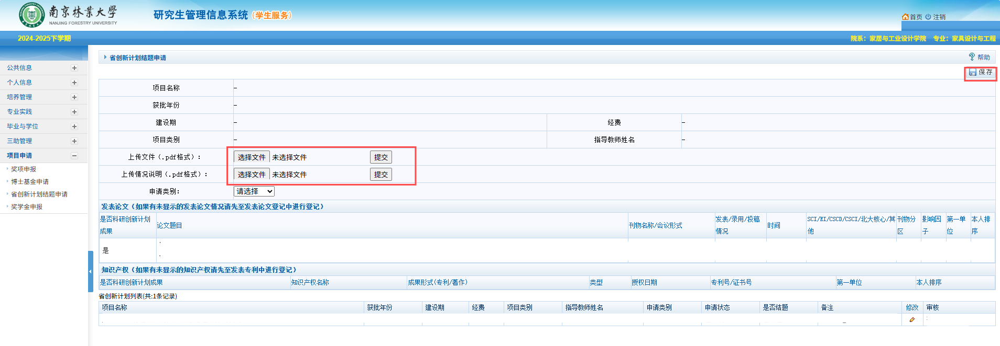 南京林業大學
NANJING FORESTRY UNIVERSITY
研究生管理信息系统（学生服务）
首页 注销
2024-2025下学期
院系：家居与工业设计学院 专业：家具设计与工程
公共信息
个人信息
培养管理
专业实践
毕业与学位
三助管理
项目申请
奖项申报
博士基金申请
省创新计划结题申请
奖学金申报
省创新计划结题申请
帮助
保存
项目名称 —
获批年份 —
建设期 — 经费 —
项目类别 — 指导教师姓名 —
上传文件（.pdf格式）： 选择文件 未选择文件 提交
上传情况说明（.pdf格式）： 选择文件 未选择文件 提交
申请类别： 请选择
发表论文（如果有未显示的发表论文情况请先至发表论文登记中进行登记）
是否科研创新计划成果 论文题目 刊物名称/会议形式 发表/录用/投稿情况 时间 SCI/EI/CSCD/CSCI/北大核心/其他 刊物分区 影响因子 第一单位 本人排序
是
知识产权（如果有未显示的知识产权请先至发表专利中进行登记）
是否科研创新计划成果 知识产权名称 成果形式(专利/著作) 类型 授权日期 专利号/证书号 第一单位 本人排序
省创新计划列表(共:1条记录)
项目名称 获批年份 建设期 经费 项目类别 指导教师姓名 申请类别 申请状态 是否结题 备注 修改 审核